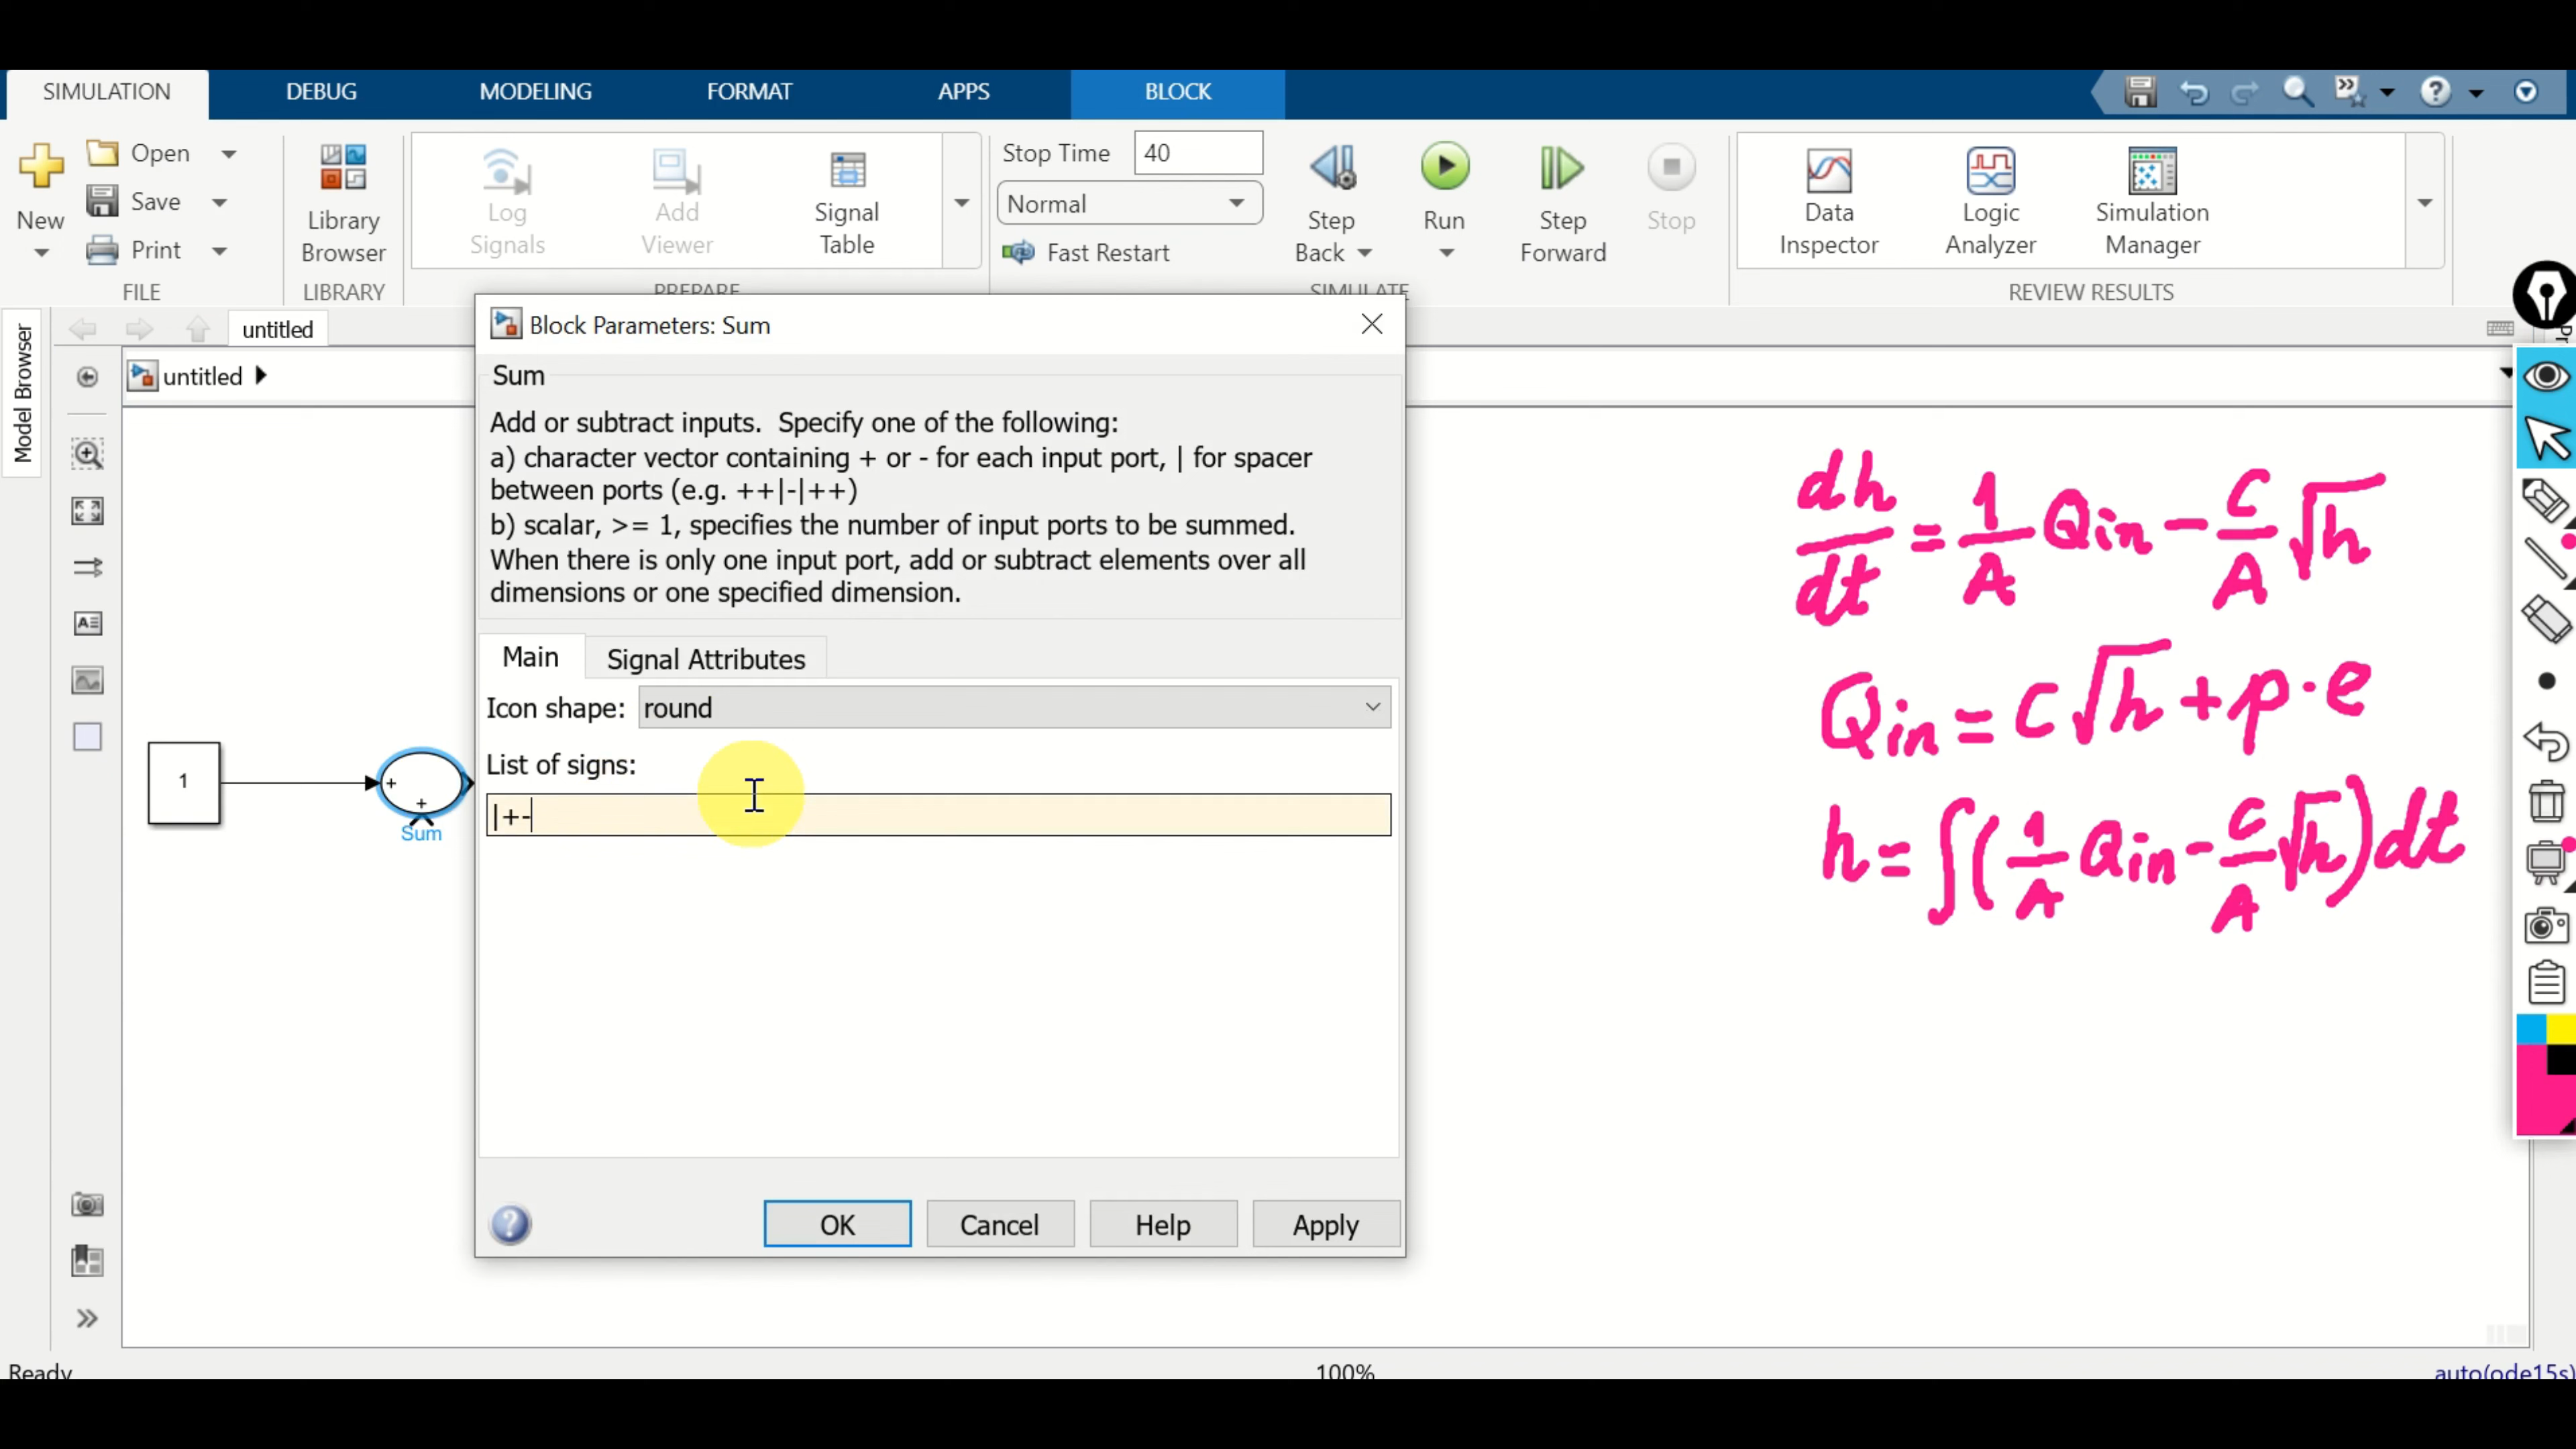 SIMULATION DEBUG MODELING FORMAT APPS BLOCK
New Open Save Print
Library Browser
Log Signals
Add Viewer
Signal Table
Stop Time 40
Normal
Fast Restart
Step Back
Run
Step Forward
Stop
Data Inspector
Logic Analyzer
Simulation Manager
FILE LIBRARY PREPARE SIMULATE REVIEW RESULTS
Model Browser
untitled
untitled
Block Parameters: Sum
Sum
Add or subtract inputs. Specify one of the following:
a) character vector containing + or - for each input port, | for spacer
between ports (e.g. ++|-|++)
b) scalar, >= 1, specifies the number of input ports to be summed.
When there is only one input port, add or subtract elements over all
dimensions or one specified dimension.
Main Signal Attributes
Icon shape: round
List of signs:
|+-
OK Cancel Help Apply
1
+
+
Sum
dh/dt = 1/A Qin - C/A √h
Qin = C√h + p·e
h = ∫(1/A Qin - C/A √h)dt
Ready 100% auto(ode15s)